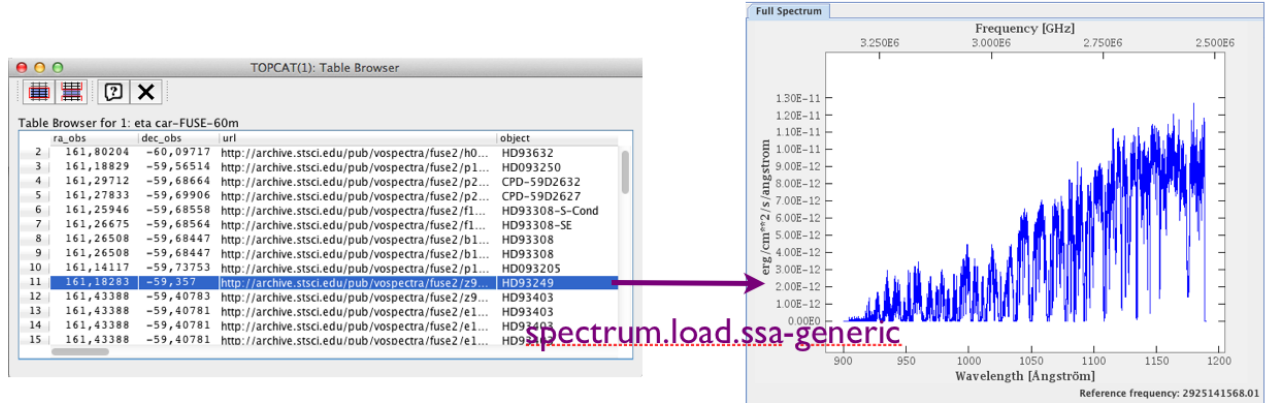 TOPCAT(1): Table Browser
Table Browser for 1: eta car-FUSE-60m
ra_obs dec_obs url object
2 161,80204 -60,09717 http://archive.stsci.edu/pub/vospectra/fuse2/h0... HD93632
3 161,18829 -59,56514 http://archive.stsci.edu/pub/vospectra/fuse2/p1... HD093250
4 161,29712 -59,68664 http://archive.stsci.edu/pub/vospectra/fuse2/p2... CPD-59D2632
5 161,27833 -59,69906 http://archive.stsci.edu/pub/vospectra/fuse2/p2... CPD-59D2627
6 161,25946 -59,68558 http://archive.stsci.edu/pub/vospectra/fuse2/f1... HD93308-S-Cond
7 161,26675 -59,68564 http://archive.stsci.edu/pub/vospectra/fuse2/f1... HD93308-SE
8 161,26508 -59,68447 http://archive.stsci.edu/pub/vospectra/fuse2/b1... HD93308
9 161,26508 -59,68447 http://archive.stsci.edu/pub/vospectra/fuse2/b1... HD93308
10 161,14117 -59,73753 http://archive.stsci.edu/pub/vospectra/fuse2/p1... HD093205
11 161,18283 -59,357 http://archive.stsci.edu/pub/vospectra/fuse2/z9... HD93249
12 161,43388 -59,40783 http://archive.stsci.edu/pub/vospectra/fuse2/z9... HD93403
13 161,43388 -59,40781 http://archive.stsci.edu/pub/vospectra/fuse2/e1... HD93403
14 161,43388 -59,40781 http://archive.stsci.edu/pub/vospectra/fuse2/e1... HD93403
15 161,43388 -59,40781 http://archive.stsci.edu/pub/vospectra/fuse2/e1... HD93403
spectrum.load.ssa-generic
Full Spectrum
Frequency [GHz]
3.250E6 3.000E6 2.750E6 2.500E6
erg/cm**2/s/angstrom
1.30E-11
1.20E-11
1.10E-11
1.00E-11
9.00E-12
8.00E-12
7.00E-12
6.00E-12
5.00E-12
4.00E-12
3.00E-12
2.00E-12
1.00E-12
0.00E0
900 950 1000 1050 1100 1150 1200
Wavelength [Ångström]
Reference frequency: 2925141568.01